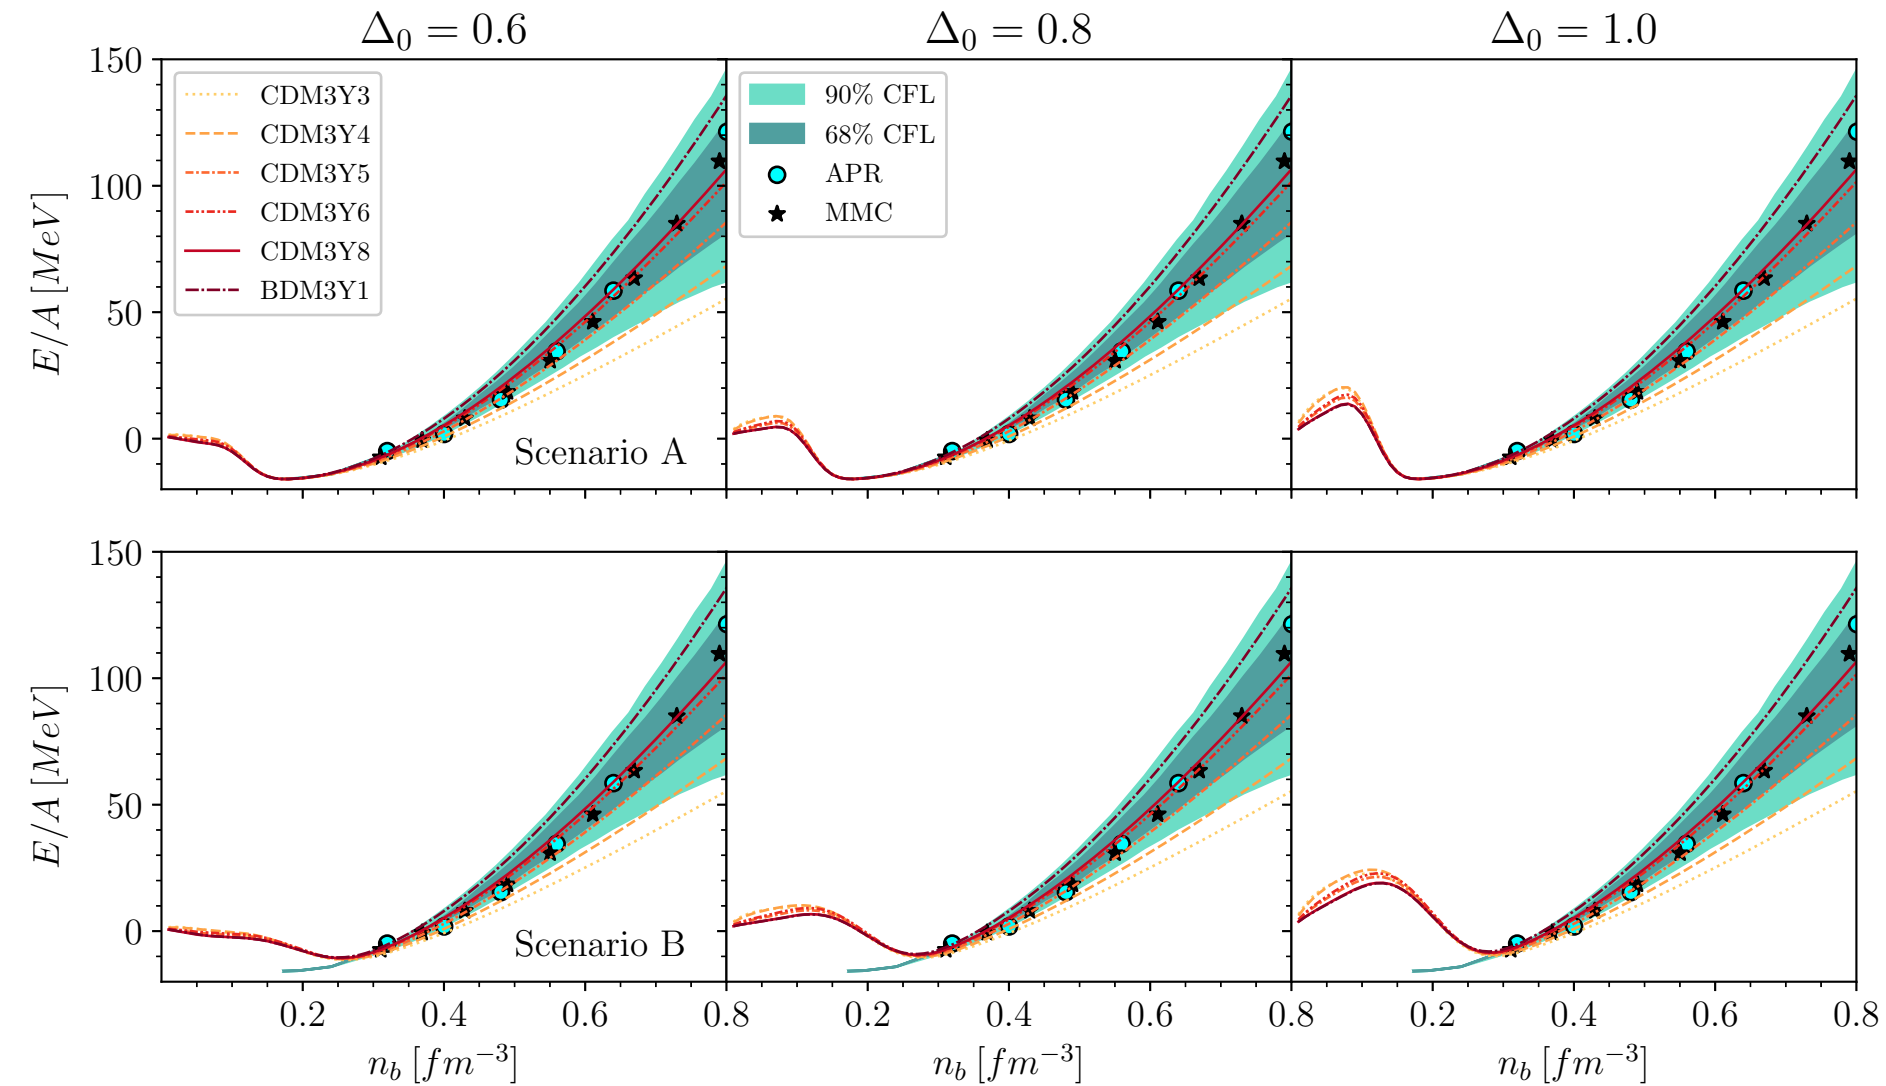 Δ₀ = 0.6
Δ₀ = 0.8
Δ₀ = 1.0
150
100
50
0
E/A [MeV]
CDM3Y3
CDM3Y4
CDM3Y5
CDM3Y6
CDM3Y8
BDM3Y1
Scenario A
90% CFL
68% CFL
APR
MMC
150
100
50
0
E/A [MeV]
Scenario B
0.2 0.4 0.6 0.8 0.2 0.4 0.6 0.8 0.2 0.4 0.6 0.8
n_b [fm⁻³]
n_b [fm⁻³]
n_b [fm⁻³]